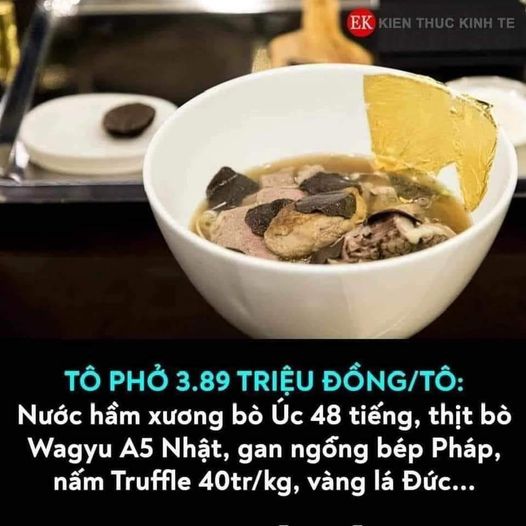 EK KIEN THUC KINH TE
TÔ PHỞ 3.89 TRIỆU ĐỒNG/TÔ:
Nước hầm xương bò Úc 48 tiếng, thịt bò
Wagyu A5 Nhật, gan ngỗng bép Pháp,
nấm Truffle 40tr/kg, vàng lá Đức...